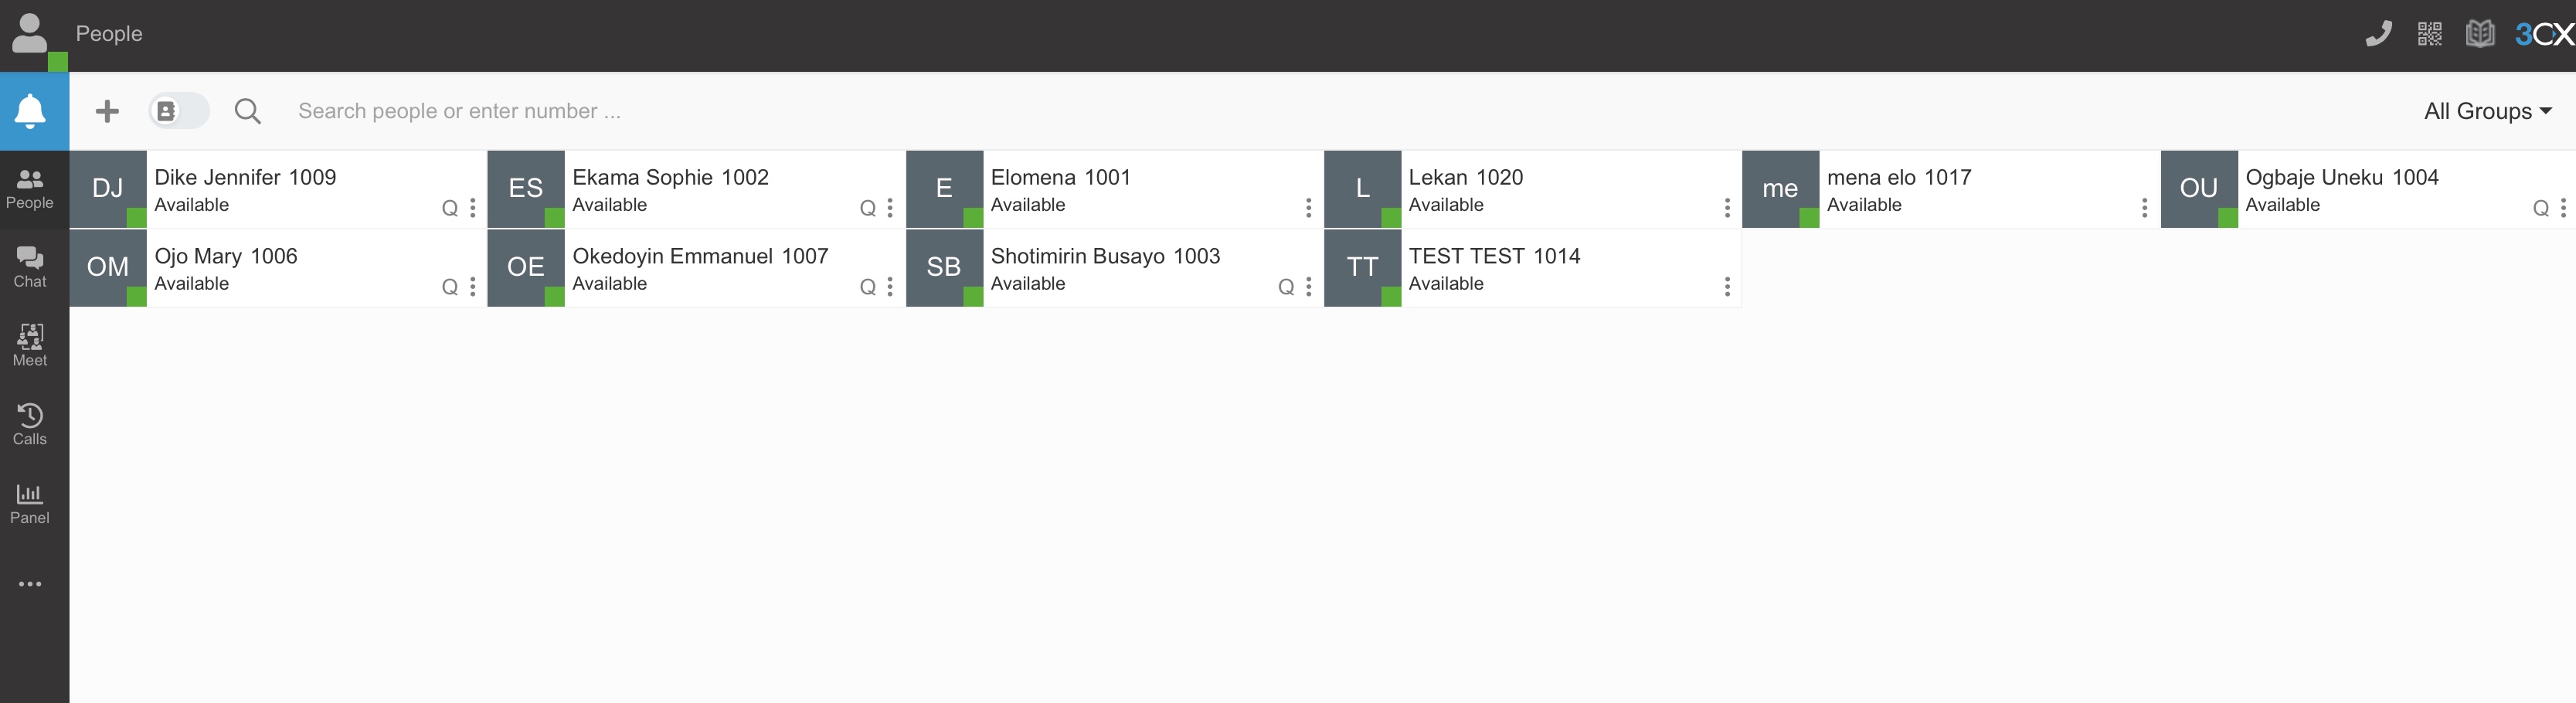 People
3CX
Search people or enter number ...
All Groups
People
Chat
Meet
Calls
Panel
DJ
Dike Jennifer 1009
Available
Q
ES
Ekama Sophie 1002
Available
Q
E
Elomena 1001
Available
L
Lekan 1020
Available
me
mena elo 1017
Available
OU
Ogbaje Uneku 1004
Available
Q
OM
Ojo Mary 1006
Available
Q
OE
Okedoyin Emmanuel 1007
Available
Q
SB
Shotimirin Busayo 1003
Available
Q
TT
TEST TEST 1014
Available